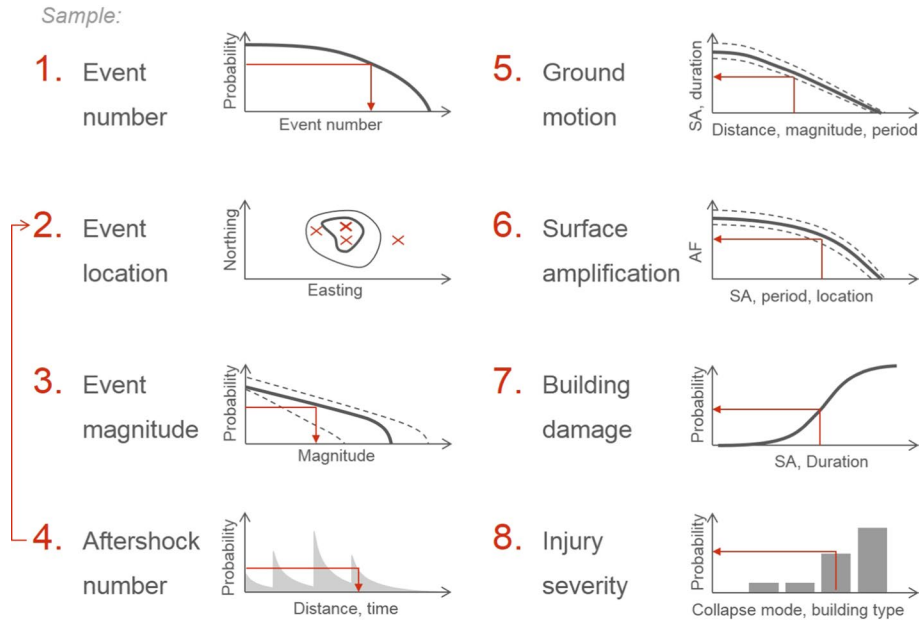 Sample:
1. Event number
Probability
Event number
2. Event location
Northing
Easting
3. Event magnitude
Probability
Magnitude
4. Aftershock number
Probability
Distance, time
5. Ground motion
SA, duration
Distance, magnitude, period
6. Surface amplification
AF
SA, period, location
7. Building damage
Probability
SA, Duration
8. Injury severity
Probability
Collapse mode, building type